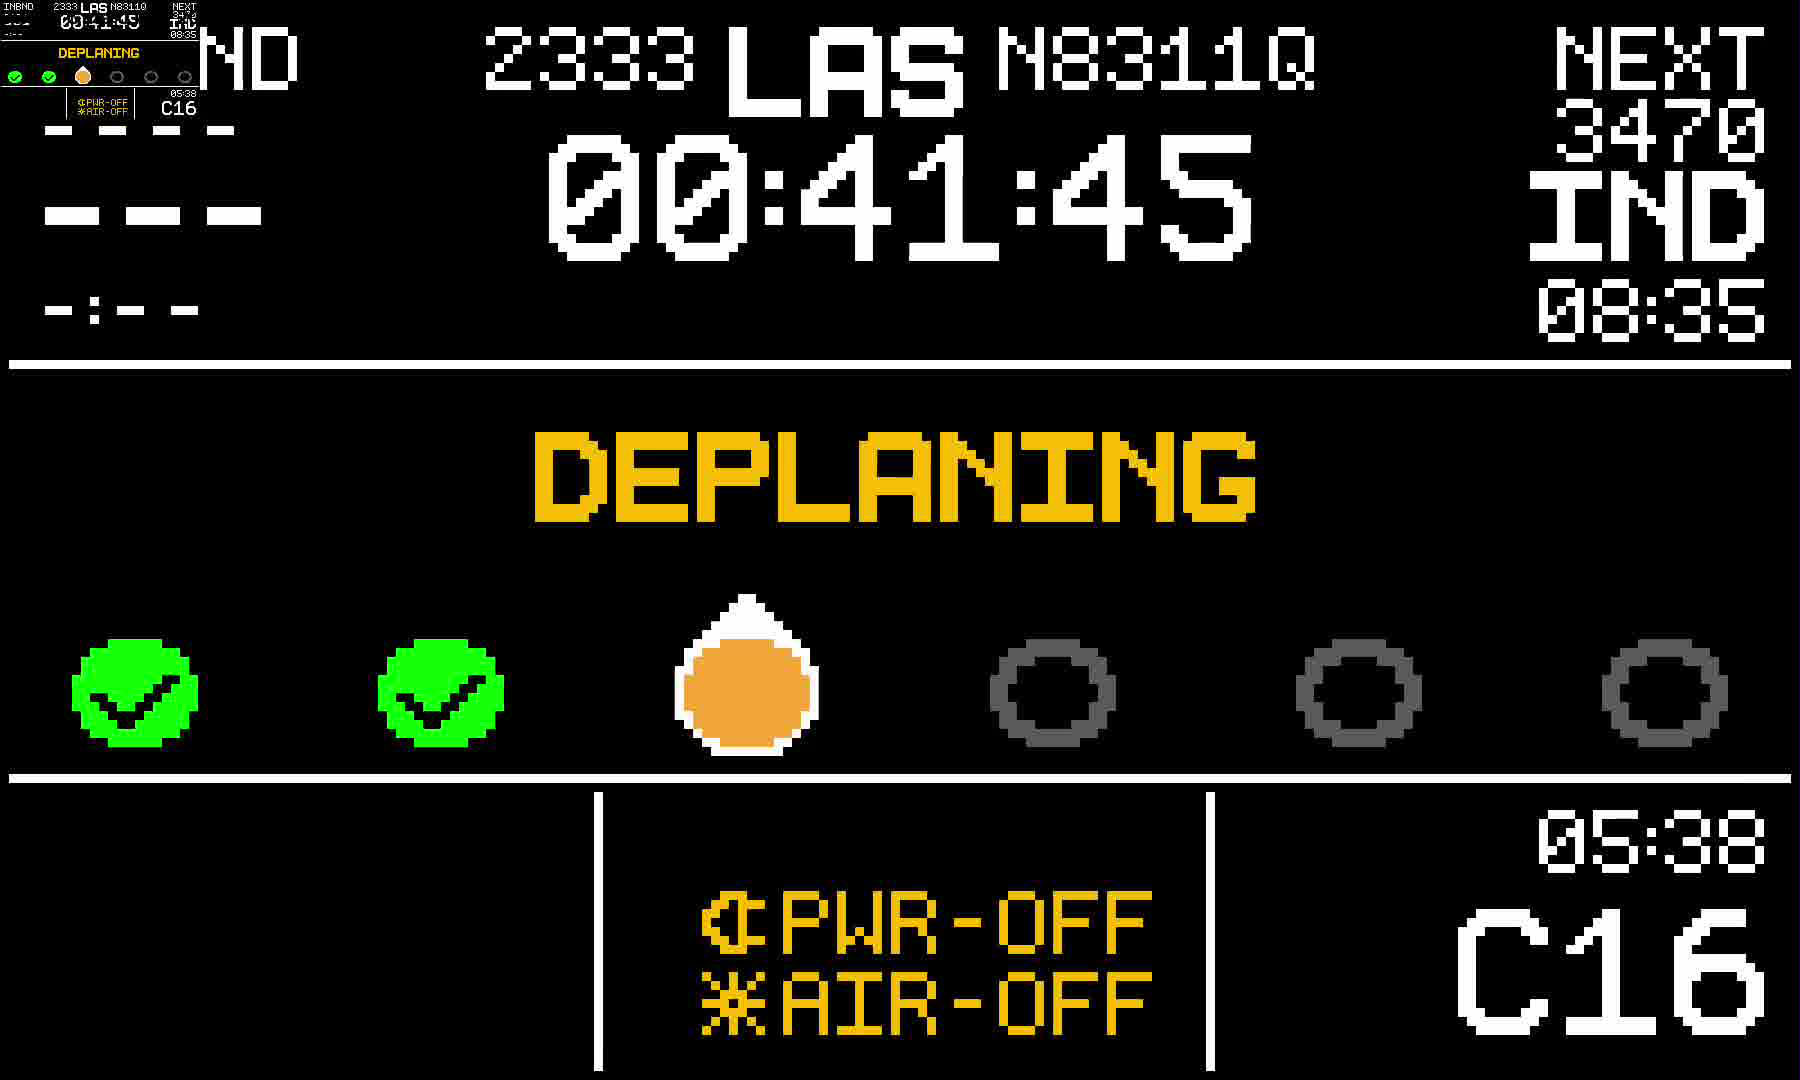 INBND 2333 LAS N8311Q NEXT
- - - - 3470
- - - 00:41:45 IND
-:- - 08:35
DEPLANING
05:38
PWR-OFF
AIR-OFF
C16